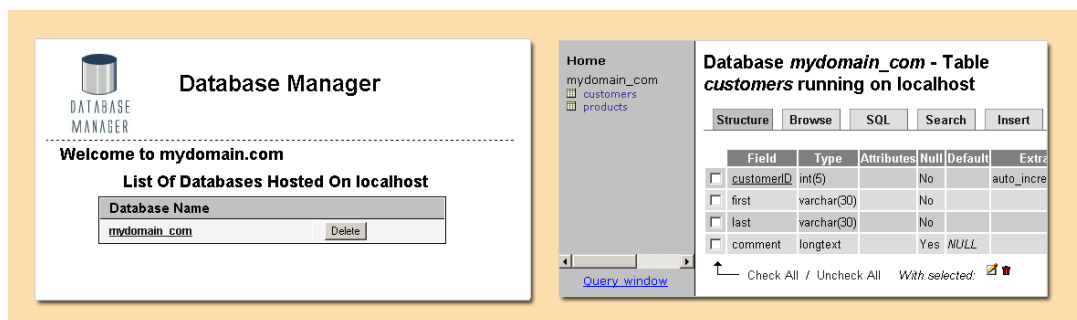 DATABASE
MANAGER
Database Manager
Welcome to mydomain.com
List Of Databases Hosted On localhost
Database Name
mydomain_com Delete
Home
mydomain_com
customers
products
Query window
Database mydomain_com - Table
customers running on localhost
Structure Browse SQL Search Insert
Field Type Attributes Null Default Extra
customerID int(5) No auto_incre
first varchar(30) No
last varchar(30) No
comment longtext Yes NULL
Check All / Uncheck All With selected: